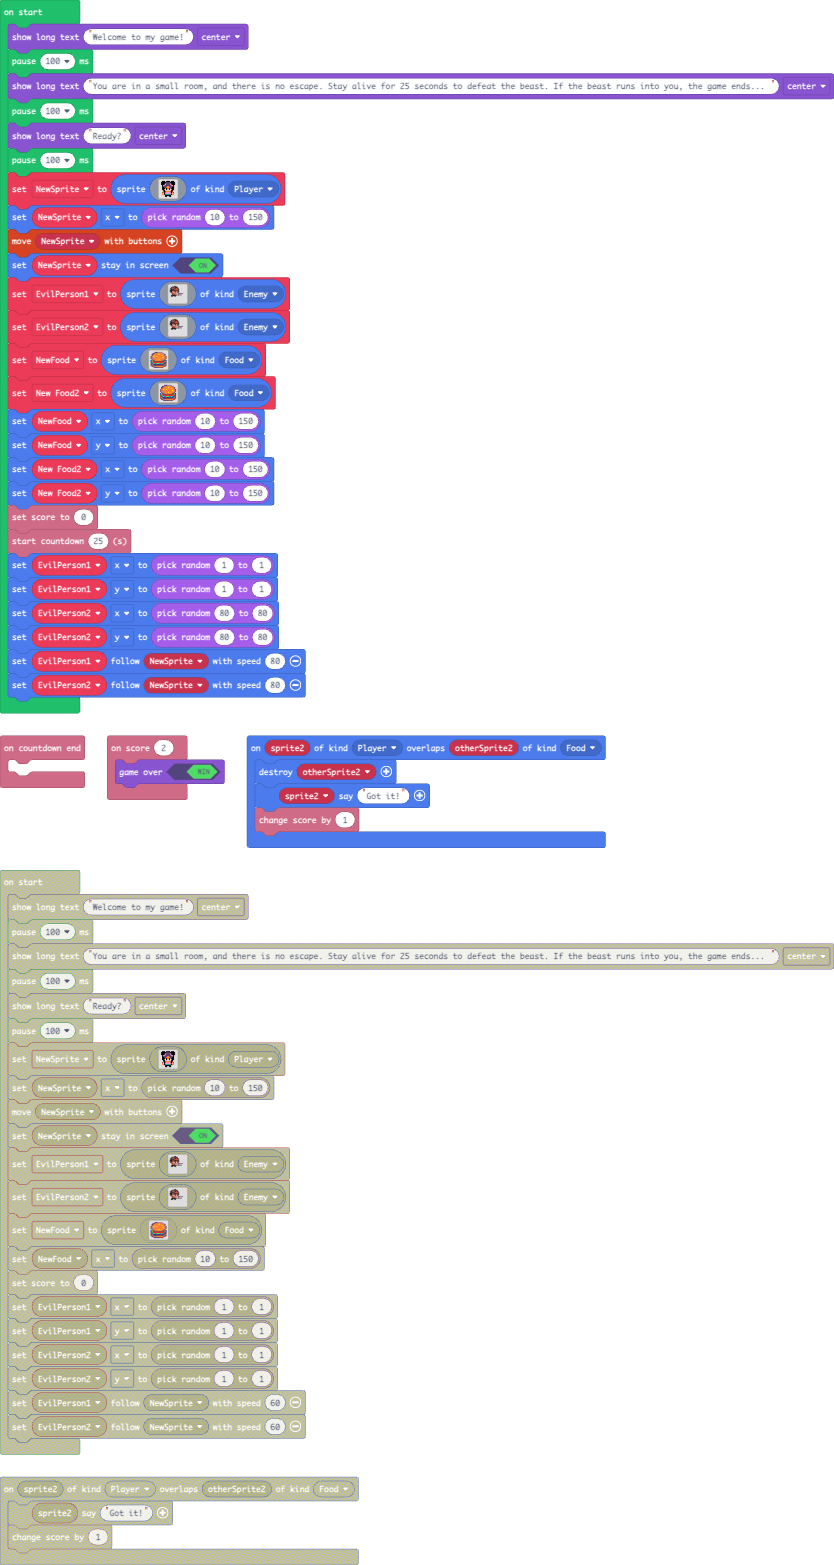 on start
show long text "Welcome to my game!" center
pause 100 ms
show long text "You are in a small room, and there is no escape. Stay alive for 25 seconds to defeat the beast. If the beast runs into you, the game ends... " center
pause 100 ms
show long text "Ready?" center
pause 100 ms
set NewSprite to sprite of kind Player
set NewSprite x to pick random 10 to 150
move NewSprite with buttons
set NewSprite stay in screen ON
set EvilPerson1 to sprite of kind Enemy
set EvilPerson2 to sprite of kind Enemy
set NewFood to sprite of kind Food
set New Food2 to sprite of kind Food
set NewFood x to pick random 10 to 150
set NewFood y to pick random 10 to 150
set New Food2 x to pick random 10 to 150
set New Food2 y to pick random 10 to 150
set score to 0
start countdown 25 (s)
set EvilPerson1 x to pick random 1 to 1
set EvilPerson1 y to pick random 1 to 1
set EvilPerson2 x to pick random 80 to 80
set EvilPerson2 y to pick random 80 to 80
set EvilPerson1 follow NewSprite with speed 80
set EvilPerson2 follow NewSprite with speed 80
on countdown end
on score 2
game over WIN
on sprite2 of kind Player overlaps otherSprite2 of kind Food
destroy otherSprite2
sprite2 say "Got it!"
change score by 1
on start
show long text "Welcome to my game!" center
pause 100 ms
show long text "You are in a small room, and there is no escape. Stay alive for 25 seconds to defeat the beast. If the beast runs into you, the game ends... " center
pause 100 ms
show long text "Ready?" center
pause 100 ms
set NewSprite to sprite of kind Player
set NewSprite x to pick random 10 to 150
move NewSprite with buttons
set NewSprite stay in screen ON
set EvilPerson1 to sprite of kind Enemy
set EvilPerson2 to sprite of kind Enemy
set NewFood to sprite of kind Food
set NewFood x to pick random 10 to 150
set score to 0
set EvilPerson1 x to pick random 1 to 1
set EvilPerson1 y to pick random 1 to 1
set EvilPerson2 x to pick random 1 to 1
set EvilPerson2 y to pick random 1 to 1
set EvilPerson1 follow NewSprite with speed 60
set EvilPerson2 follow NewSprite with speed 60
on sprite2 of kind Player overlaps otherSprite2 of kind Food
sprite2 say "Got it!"
change score by 1